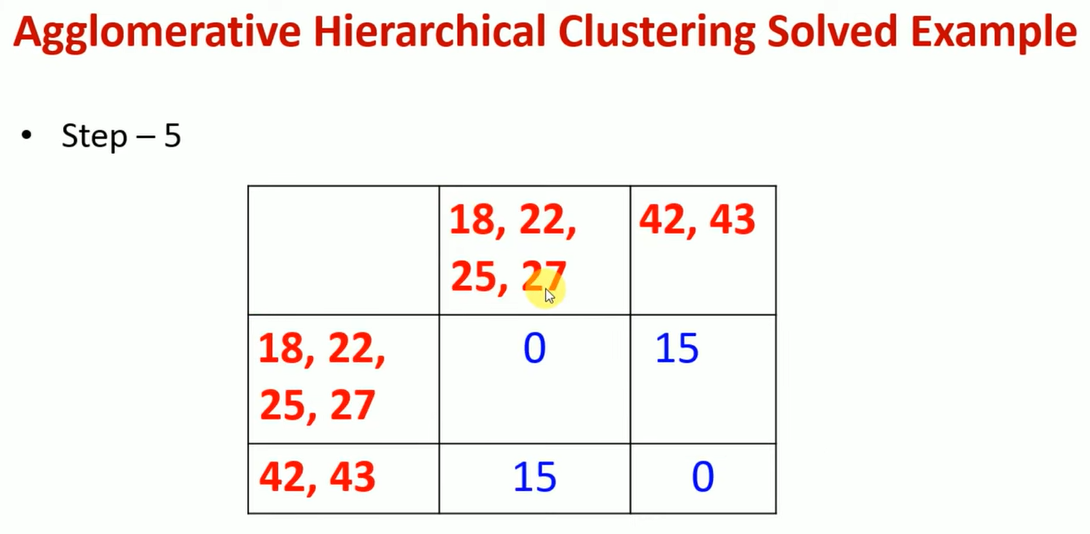 Agglomerative Hierarchical Clustering Solved Example
• Step – 5
18, 22, 42, 43
25, 27
18, 22, 0 15
25, 27
42, 43 15 0